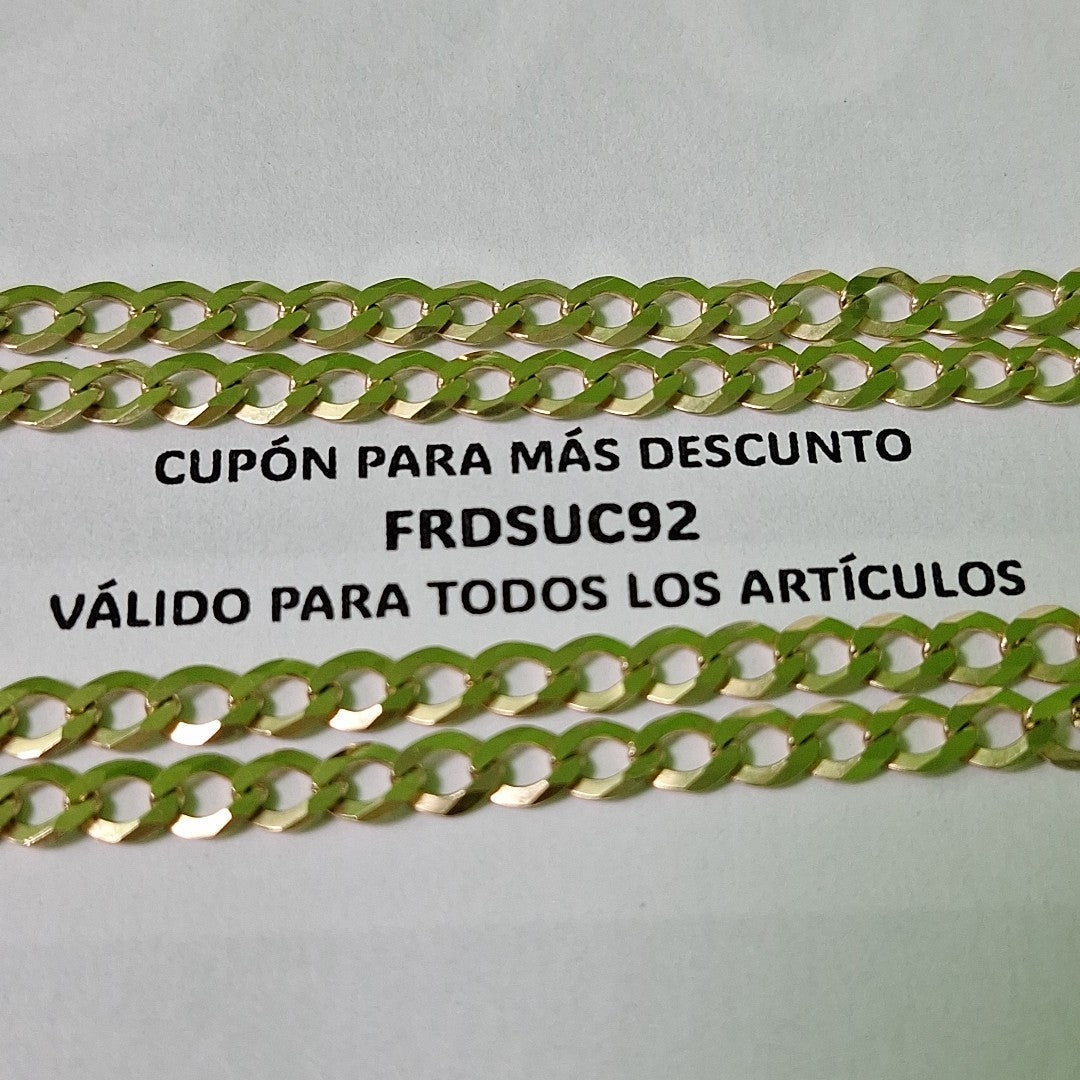 CUPÓN PARA MÁS DESCUNTO
FRDSUC92
VÁLIDO PARA TODOS LOS ARTÍCULOS